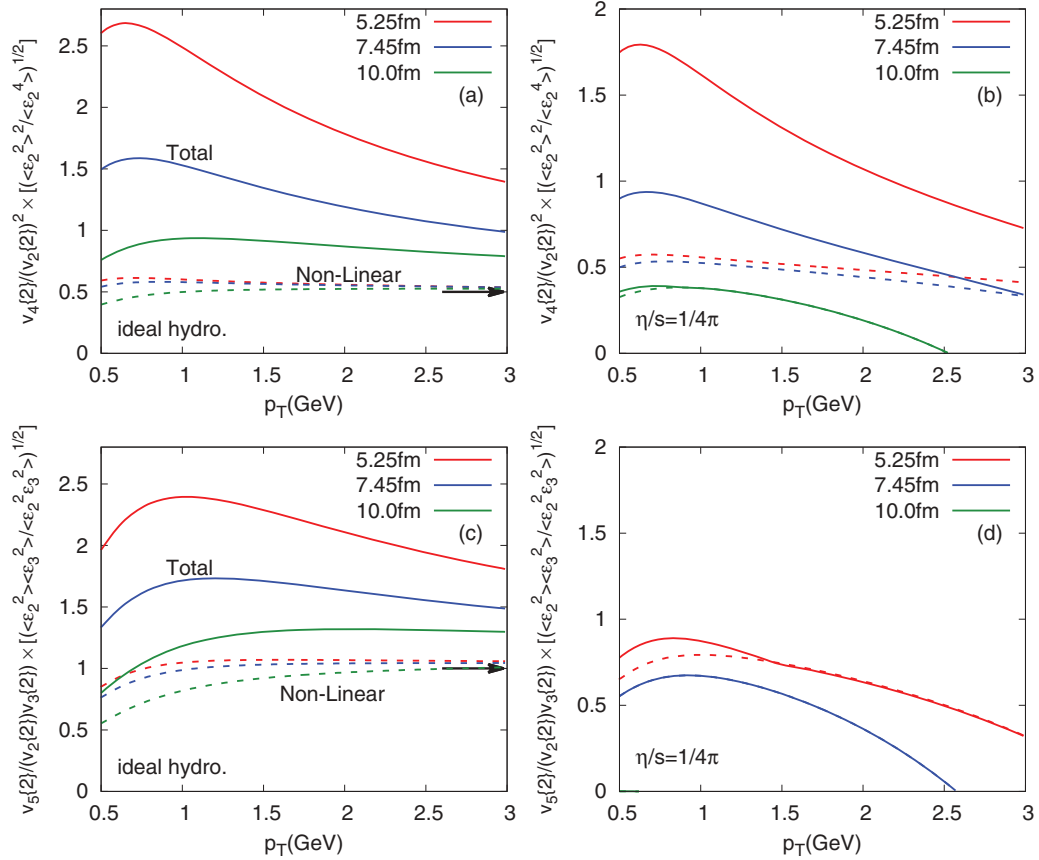 v4{2}/(v2{2})² × [(<ε2²>²/<ε2⁴>)^1/2]
2.5
2
1.5
1
0.5
0
5.25fm
7.45fm
10.0fm
(a)
Total
Non-Linear
ideal hydro.
0.5 1 1.5 2 2.5 3
pT(GeV)
v4{2}/(v2{2})² × [(<ε2²>²/<ε2⁴>)^1/2]
2
1.5
1
0.5
0
5.25fm
7.45fm
10.0fm
(b)
η/s=1/4π
0.5 1 1.5 2 2.5 3
pT(GeV)
v5{2}/(v2{2}v3{2}) × [(<ε2²><ε3²>/<ε2²ε3²>)^1/2]
2.5
2
1.5
1
0.5
0
5.25fm
7.45fm
10.0fm
(c)
Total
Non-Linear
ideal hydro.
0.5 1 1.5 2 2.5 3
pT(GeV)
v5{2}/(v2{2}v3{2}) × [(<ε2²><ε3²>/<ε2²ε3²>)^1/2]
2
1.5
1
0.5
0
5.25fm
7.45fm
10.0fm
(d)
η/s=1/4π
0.5 1 1.5 2 2.5 3
pT(GeV)